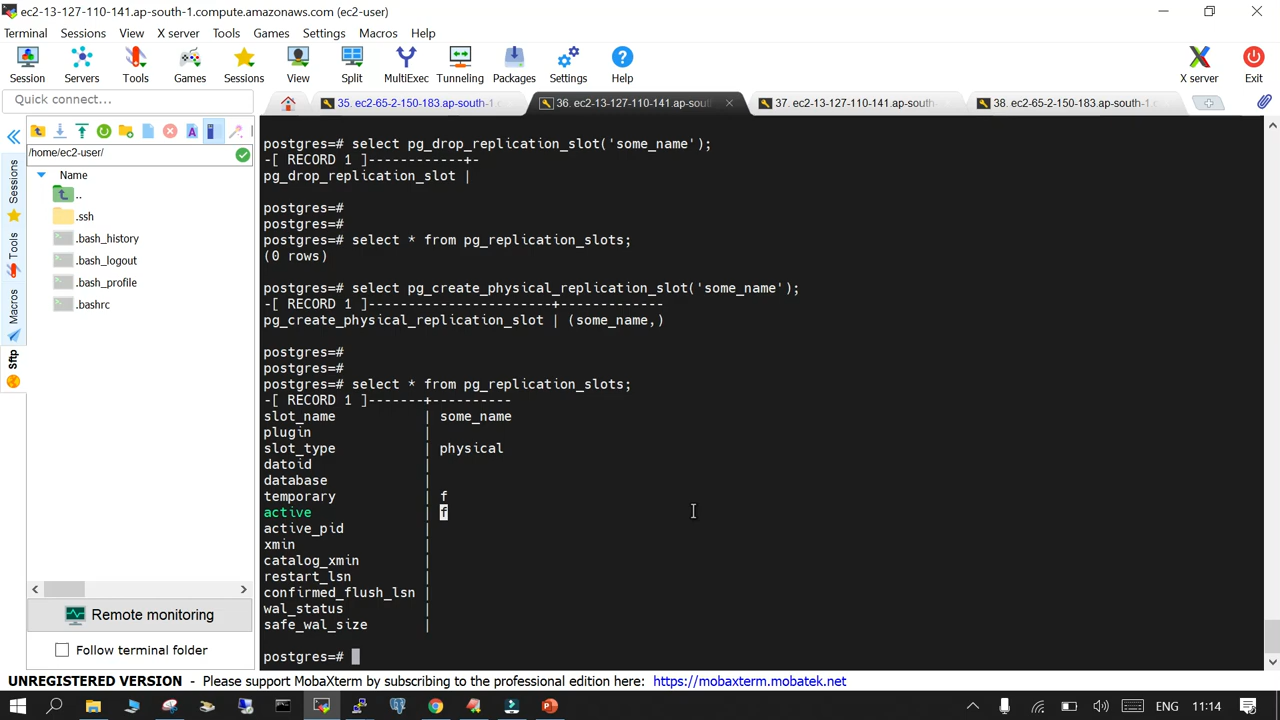 ec2-13-127-110-141.ap-south-1.compute.amazonaws.com (ec2-user)
Terminal Sessions View X server Tools Games Settings Macros Help
Session Servers Tools Games Sessions View Split MultiExec Tunneling Packages Settings Help X server Exit
Quick connect...
35. ec2-65-2-150-183.ap-south-1.c
36. ec2-13-127-110-141.ap-sou
37. ec2-13-127-110-141.ap-south-
38. ec2-65-2-150-183.ap-south-1.c
/home/ec2-user/
Name
..
.ssh
.bash_history
.bash_logout
.bash_profile
.bashrc
Sessions
Tools
Macros
Sftp
Remote monitoring
Follow terminal folder
postgres=# select pg_drop_replication_slot('some_name');
-[ RECORD 1 ]------------+-
pg_drop_replication_slot |
postgres=#
postgres=#
postgres=# select * from pg_replication_slots;
(0 rows)
postgres=# select pg_create_physical_replication_slot('some_name');
-[ RECORD 1 ]-----------------------+-------------
pg_create_physical_replication_slot | (some_name,)
postgres=#
postgres=#
postgres=# select * from pg_replication_slots;
-[ RECORD 1 ]-------+----------
slot_name | some_name
plugin |
slot_type | physical
datoid |
database |
temporary | f
active | f
active_pid |
xmin |
catalog_xmin |
restart_lsn |
confirmed_flush_lsn |
wal_status |
safe_wal_size |
postgres=#
UNREGISTERED VERSION - Please support MobaXterm by subscribing to the professional edition here: https://mobaxterm.mobatek.net
ENG 11:14